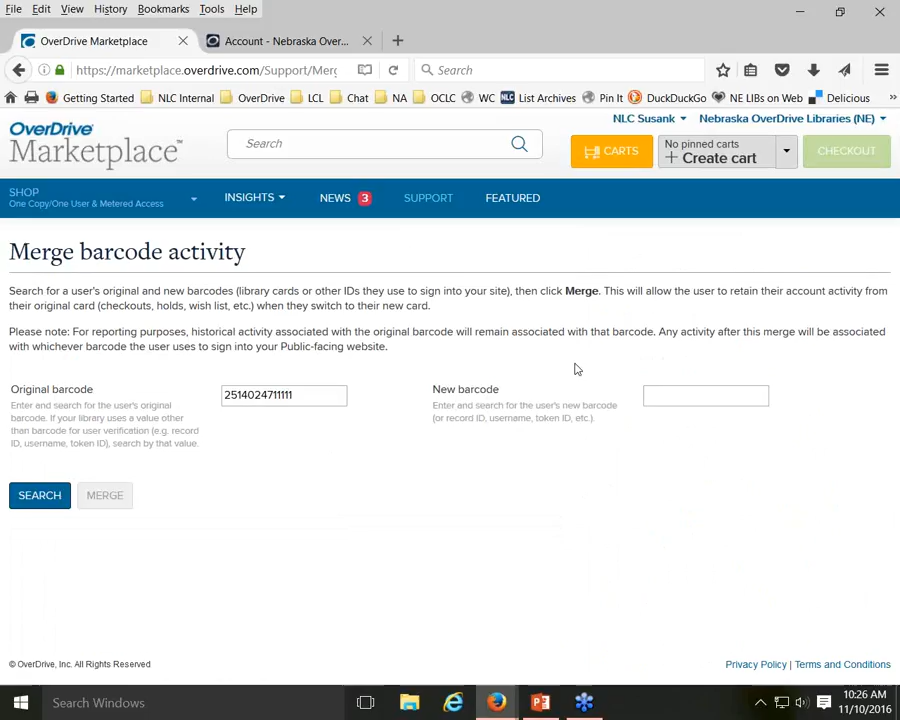 File Edit View History Bookmarks Tools Help
OverDrive Marketplace
Account - Nebraska Over...
https://marketplace.overdrive.com/Support/Merg
Search
Getting Started NLC Internal OverDrive LCL Chat NA OCLC WC NLC List Archives Pin It DuckDuckGo NE LIBs on Web Delicious
NLC Susank
Nebraska OverDrive Libraries (NE)
OverDrive
Marketplace™
Search
CARTS
No pinned carts
+ Create cart
CHECKOUT
SHOP
One Copy/One User & Metered Access
INSIGHTS
NEWS 3
SUPPORT
FEATURED
Merge barcode activity
Search for a user's original and new barcodes (library cards or other IDs they use to sign into your site), then click Merge. This will allow the user to retain their account activity from
their original card (checkouts, holds, wish list, etc.) when they switch to their new card.
Please note: For reporting purposes, historical activity associated with the original barcode will remain associated with that barcode. Any activity after this merge will be associated
with whichever barcode the user uses to sign into your Public-facing website.
Original barcode
Enter and search for the user's original
barcode. If your library uses a value other
than barcode for user verification (e.g. record
ID, username, token ID), search by that value.
2514024711111
New barcode
Enter and search for the user's new barcode
(or record ID, username, token ID, etc.).
SEARCH
MERGE
© OverDrive, Inc. All Rights Reserved
Privacy Policy | Terms and Conditions
Search Windows
10:26 AM
11/10/2016